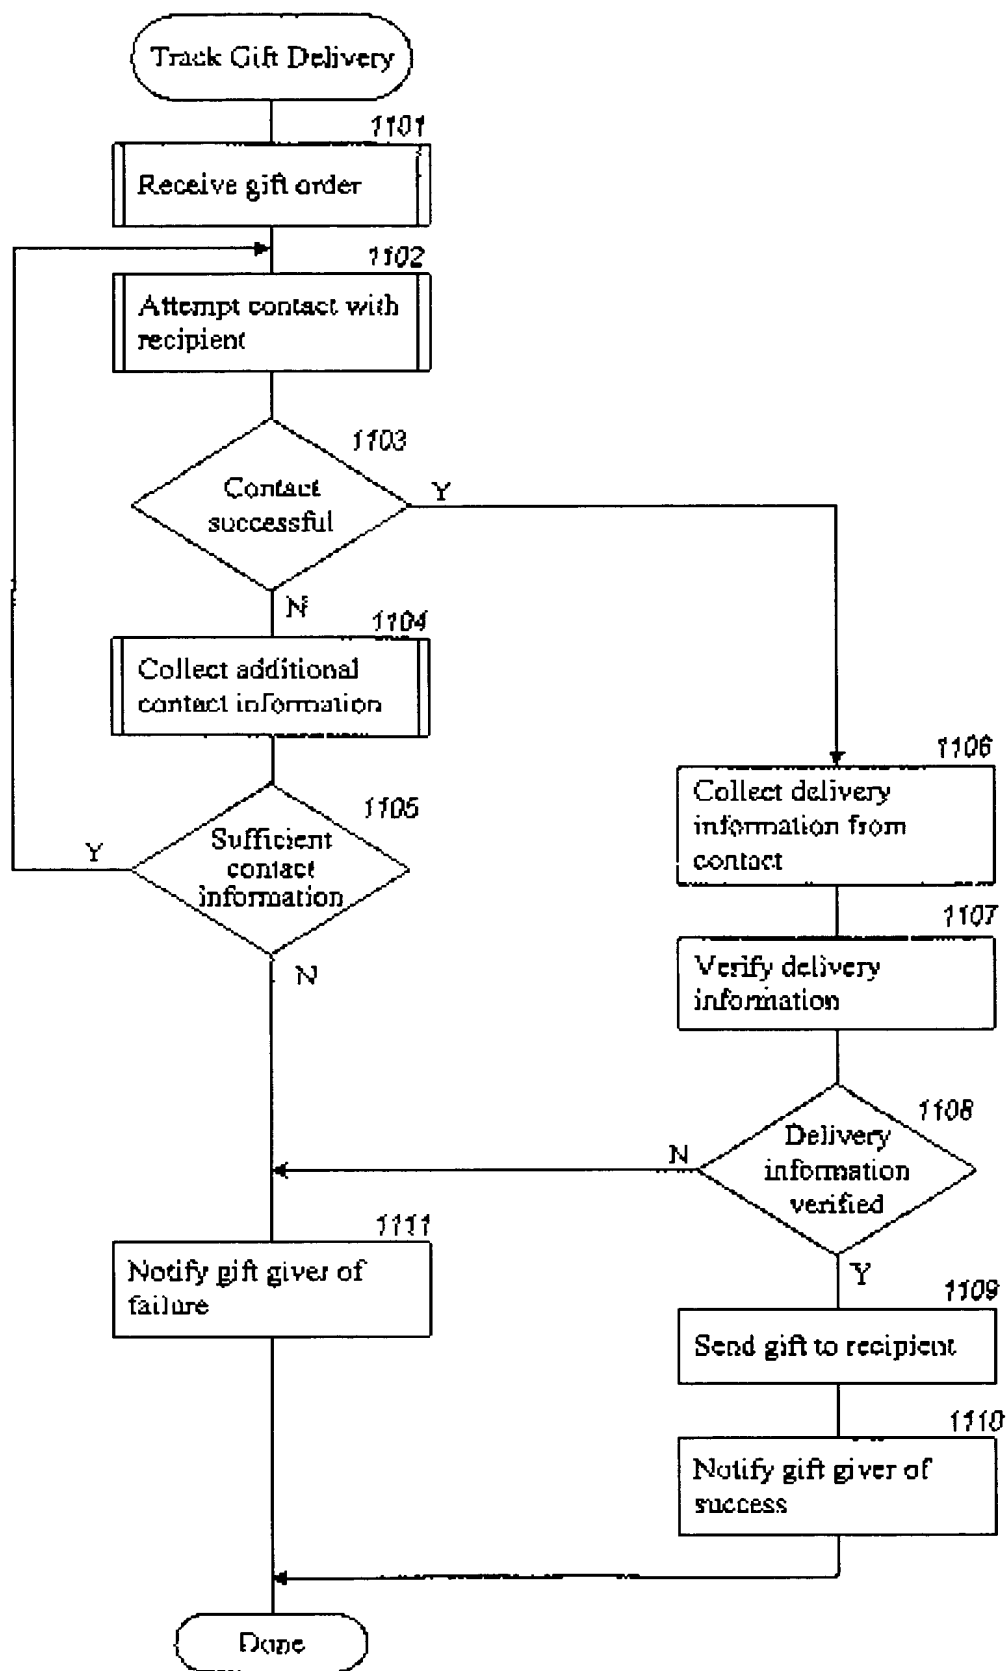 Track Gift Delivery
1101
Receive gift order
1102
Attempt contact with
recipient
1103
Contact
successful
Y
N
1104
Collect additional
contact information
1105
Sufficient
contact
information
Y
N
1106
Collect delivery
information from
contact
1107
Verify delivery
information
1108
Delivery
information
verified
N
Y
1109
Send gift to recipient
1110
Notify gift giver of
success
1111
Notify gift giver of
failure
Done